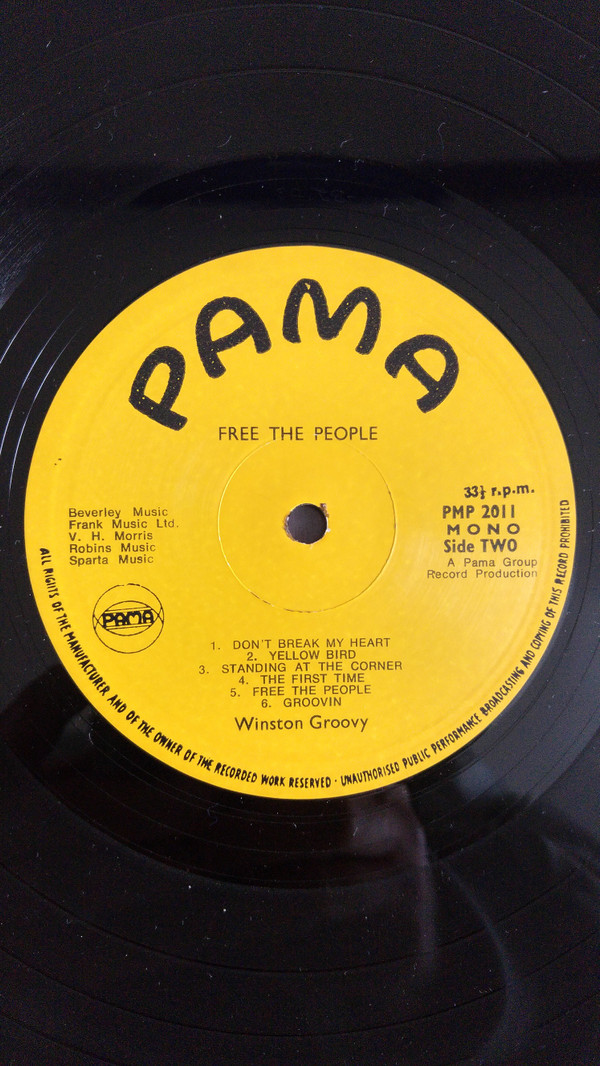 PAMA
FREE THE PEOPLE
Beverley Music
Frank Music Ltd.
V. H. Morris
Robins Music
Sparta Music
33⅓ r.p.m.
PMP 2011
MONO
Side TWO
A Pama Group
Record Production
PAMA
1. DON'T BREAK MY HEART
2. YELLOW BIRD
3. STANDING AT THE CORNER
4. THE FIRST TIME
5. FREE THE PEOPLE
6. GROOVIN
Winston Groovy
ALL RIGHTS OF THE MANUFACTURER AND OF THE OWNER OF THE RECORDED WORK RESERVED · UNAUTHORISED PUBLIC PERFORMANCE BROADCASTING AND COPYING OF THIS RECORD PROHIBITED